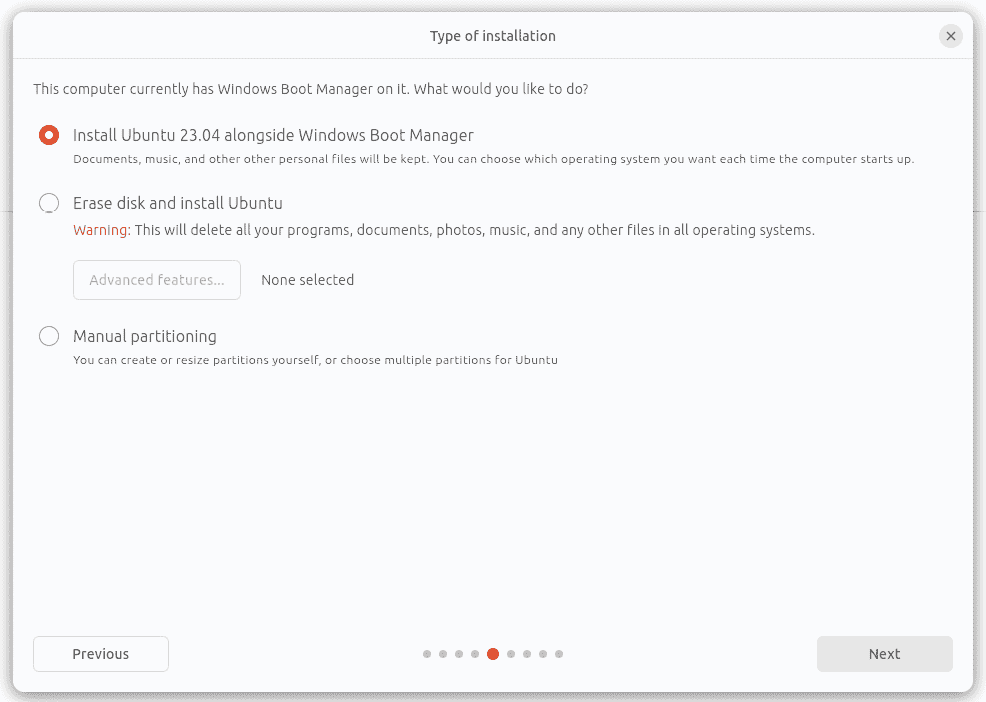 Type of installation
This computer currently has Windows Boot Manager on it. What would you like to do?
Install Ubuntu 23.04 alongside Windows Boot Manager
Documents, music, and other other personal files will be kept. You can choose which operating system you want each time the computer starts up.
Erase disk and install Ubuntu
Warning: This will delete all your programs, documents, photos, music, and any other files in all operating systems.
Advanced features... None selected
Manual partitioning
You can create or resize partitions yourself, or choose multiple partitions for Ubuntu
Previous Next